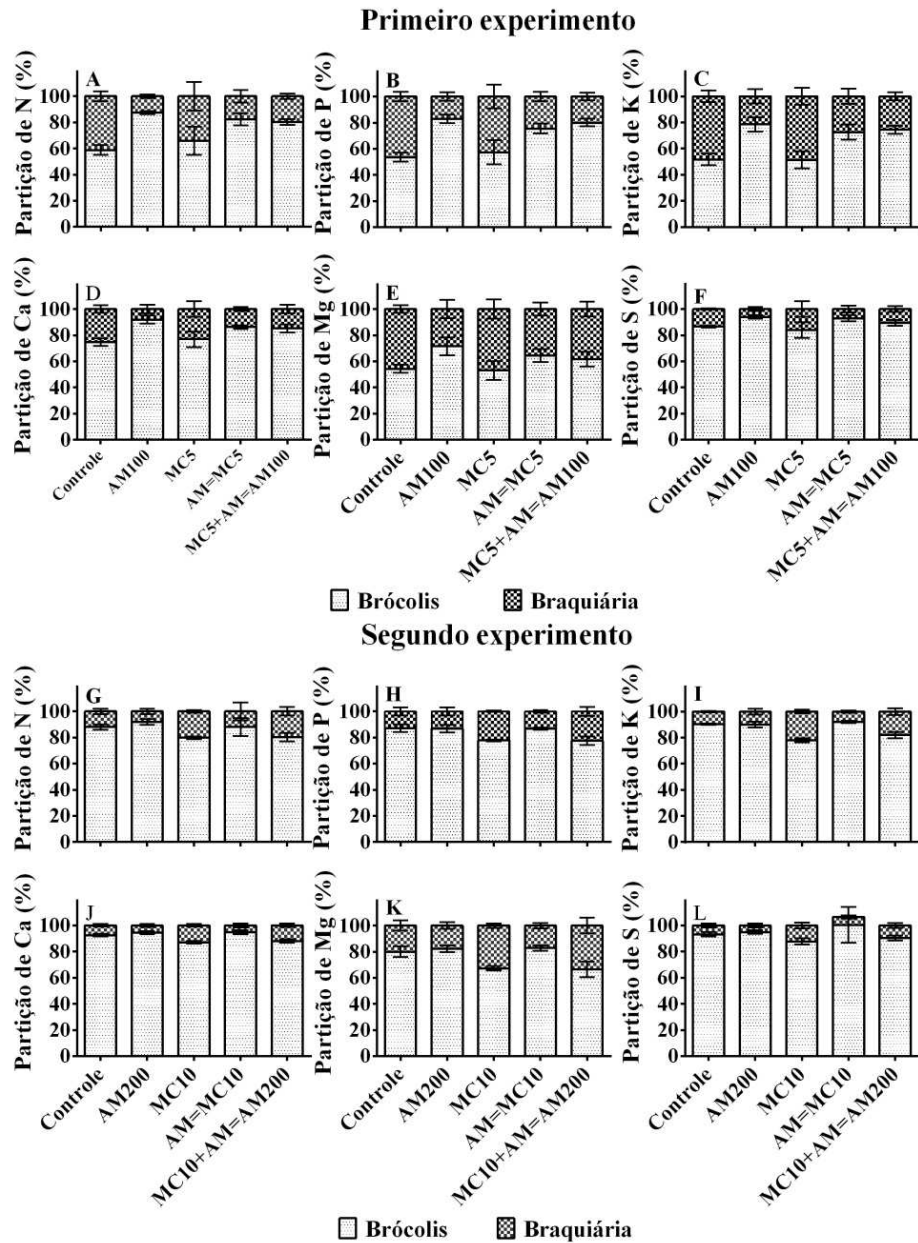 Primeiro experimento
A
Partição de N (%)
100
80
60
40
20
0
B
Partição de P (%)
100
80
60
40
20
0
C
Partição de K (%)
100
80
60
40
20
0
D
Partição de Ca (%)
100
80
60
40
20
0
Controle
AM100
MC5
AM=MC5
MC5+AM=AM100
E
Partição de Mg (%)
100
80
60
40
20
0
Controle
AM100
MC5
AM=MC5
MC5+AM=AM100
F
Partição de S (%)
100
80
60
40
20
0
Controle
AM100
MC5
AM=MC5
MC5+AM=AM100
Brócolis Braquiária
Segundo experimento
G
Partição de N (%)
100
80
60
40
20
0
H
Partição de P (%)
100
80
60
40
20
0
I
Partição de K (%)
100
80
60
40
20
0
J
Partição de Ca (%)
100
80
60
40
20
0
Controle
AM200
MC10
AM=MC10
MC10+AM=AM200
K
Partição de Mg (%)
100
80
60
40
20
0
Controle
AM200
MC10
AM=MC10
MC10+AM=AM200
L
Partição de S (%)
100
80
60
40
20
0
Controle
AM200
MC10
AM=MC10
MC10+AM=AM200
Brócolis Braquiária